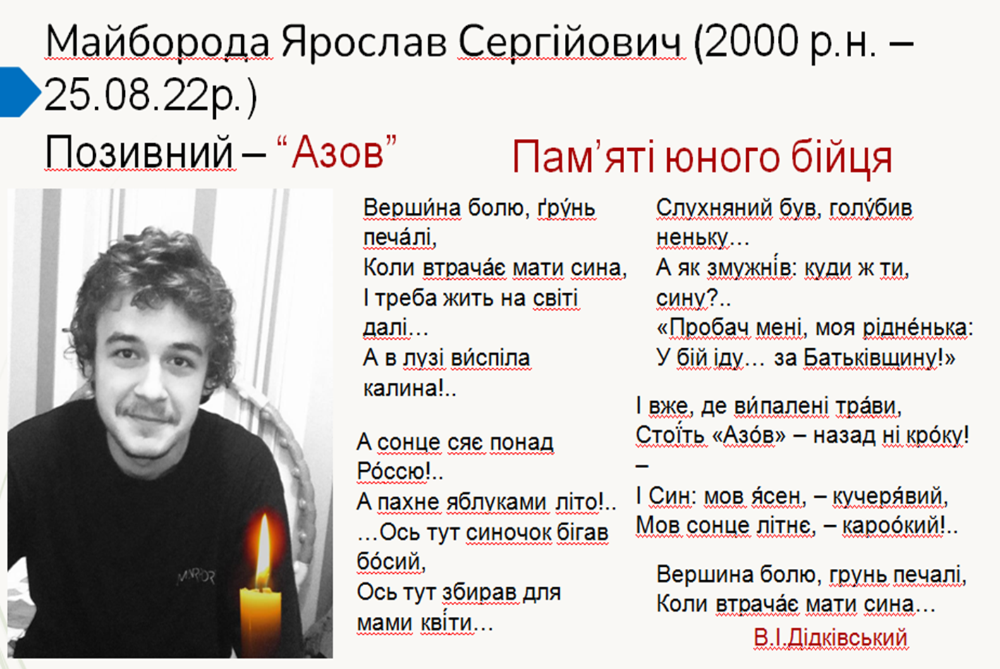 Майборода Ярослав Сергійович (2000 р.н. –
25.08.22р.)
Позивний – “Азов”
Пам’яті юного бійця
Верши́на болю, ґру́нь
печа́лі,
Коли втрача́є мати сина,
І треба жить на світі
далі…
А в лузі ви́спіла
калина!..
А сонце сяє понад
Ро́ссю!..
А пахне яблуками літо!..
…Ось тут синочок бігав
бо́сий,
Ось тут збирав для
мами кві́ти…
Слухняний був, голу́бив
неньку…
А як змужні́в: куди ж ти,
сину?..
«Пробач мені, моя рідне́нька:
У бій іду… за Батьківщину!»
І вже, де ви́палені тра́ви,
Стої́ть «Азо́в» – назад ні кро́ку!
–
І Син: мов я́сен, – кучеря́вий,
Мов сонце літнє, – кароо́кий!..
Вершина болю, грунь печалі,
Коли втрача́є мати сина…
В.І.Дідківський